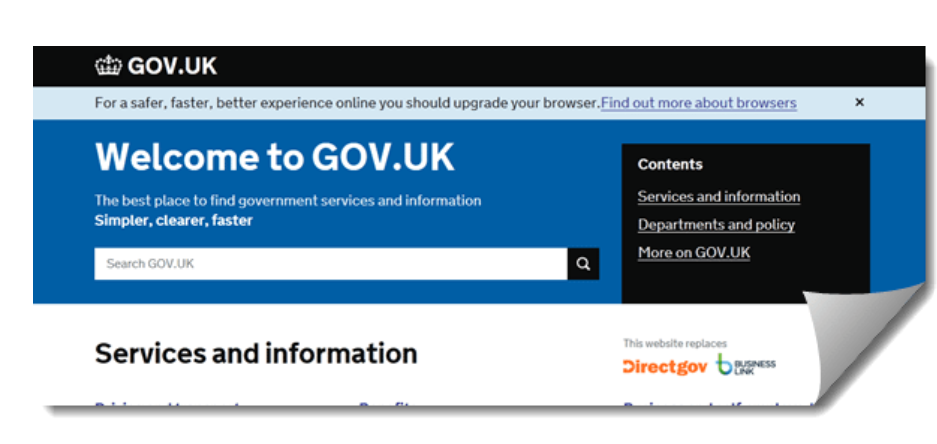 GOV.UK
For a safer, faster, better experience online you should upgrade your browser.Find out more about browsers ×
Welcome to GOV.UK
The best place to find government services and information
Simpler, clearer, faster
Search GOV.UK
Contents
Services and information
Departments and policy
More on GOV.UK
Services and information
This website replaces
Directgov
BUSINESS
LINK